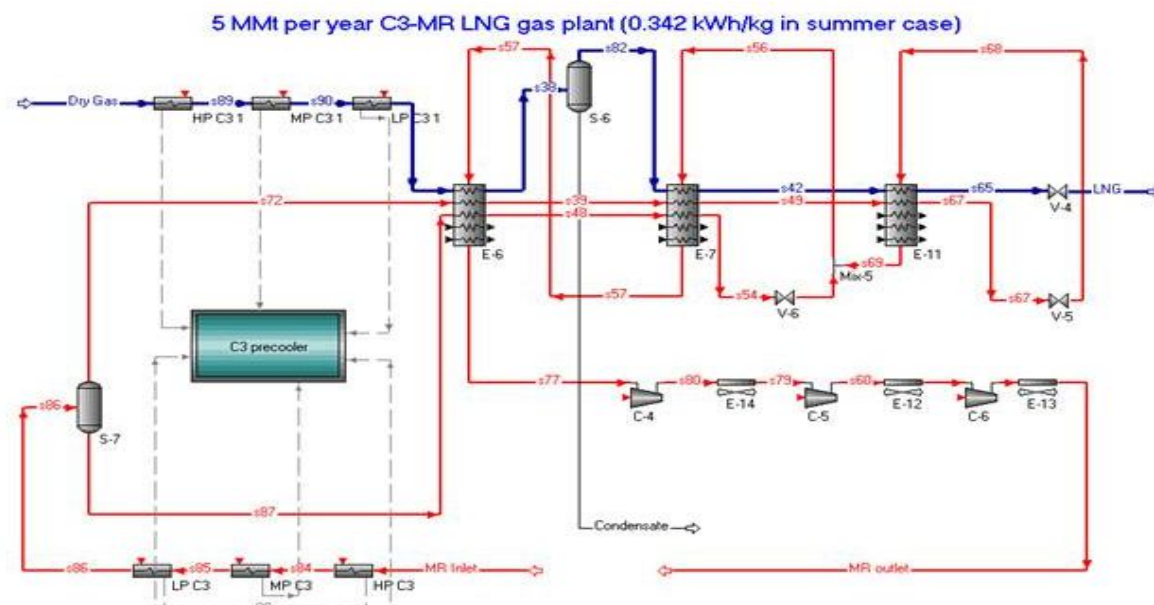 5 MMt per year C3-MR LNG gas plant (0.342 kWh/kg in summer case)
s57
s82
s56
s68
Dry Gas
s89
s90
s38
HP C3 1
MP C3 1
LP C3 1
S-6
s72
s39
s48
s42
s49
s65
s67
LNG
V-4
E-6
E-7
E-11
s69
Mix-5
s57
s54
s67
V-6
V-5
C3 precooler
s77
s80
s79
s60
C-4
E-14
C-5
E-12
C-6
E-13
s86
S-7
s87
Condensate
s86
s85
s84
MR Inlet
MR outlet
LP C3
MP C3
HP C3